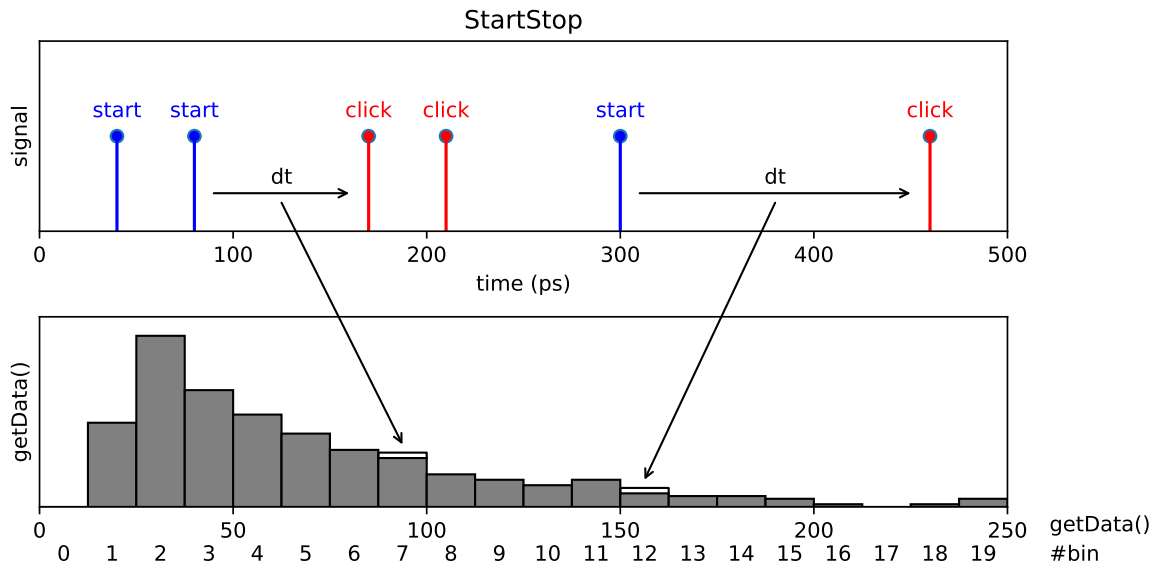 StartStop
signal
start start click click start click
dt dt
0 100 200 300 400 500
time (ps)
getData()
0 50 100 150 200 250 getData()
0 1 2 3 4 5 6 7 8 9 10 11 12 13 14 15 16 17 18 19 #bin